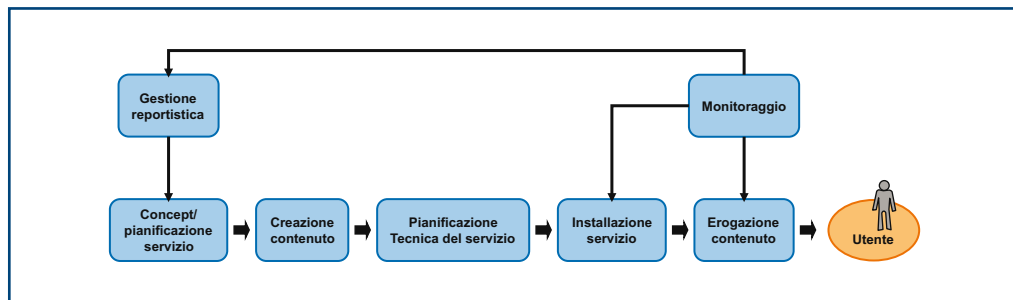 Gestione
reportistica
Monitoraggio
Concept/
pianificazione
servizio
Creazione
contenuto
Pianificazione
Tecnica del servizio
Installazione
servizio
Erogazione
contenuto
Utente